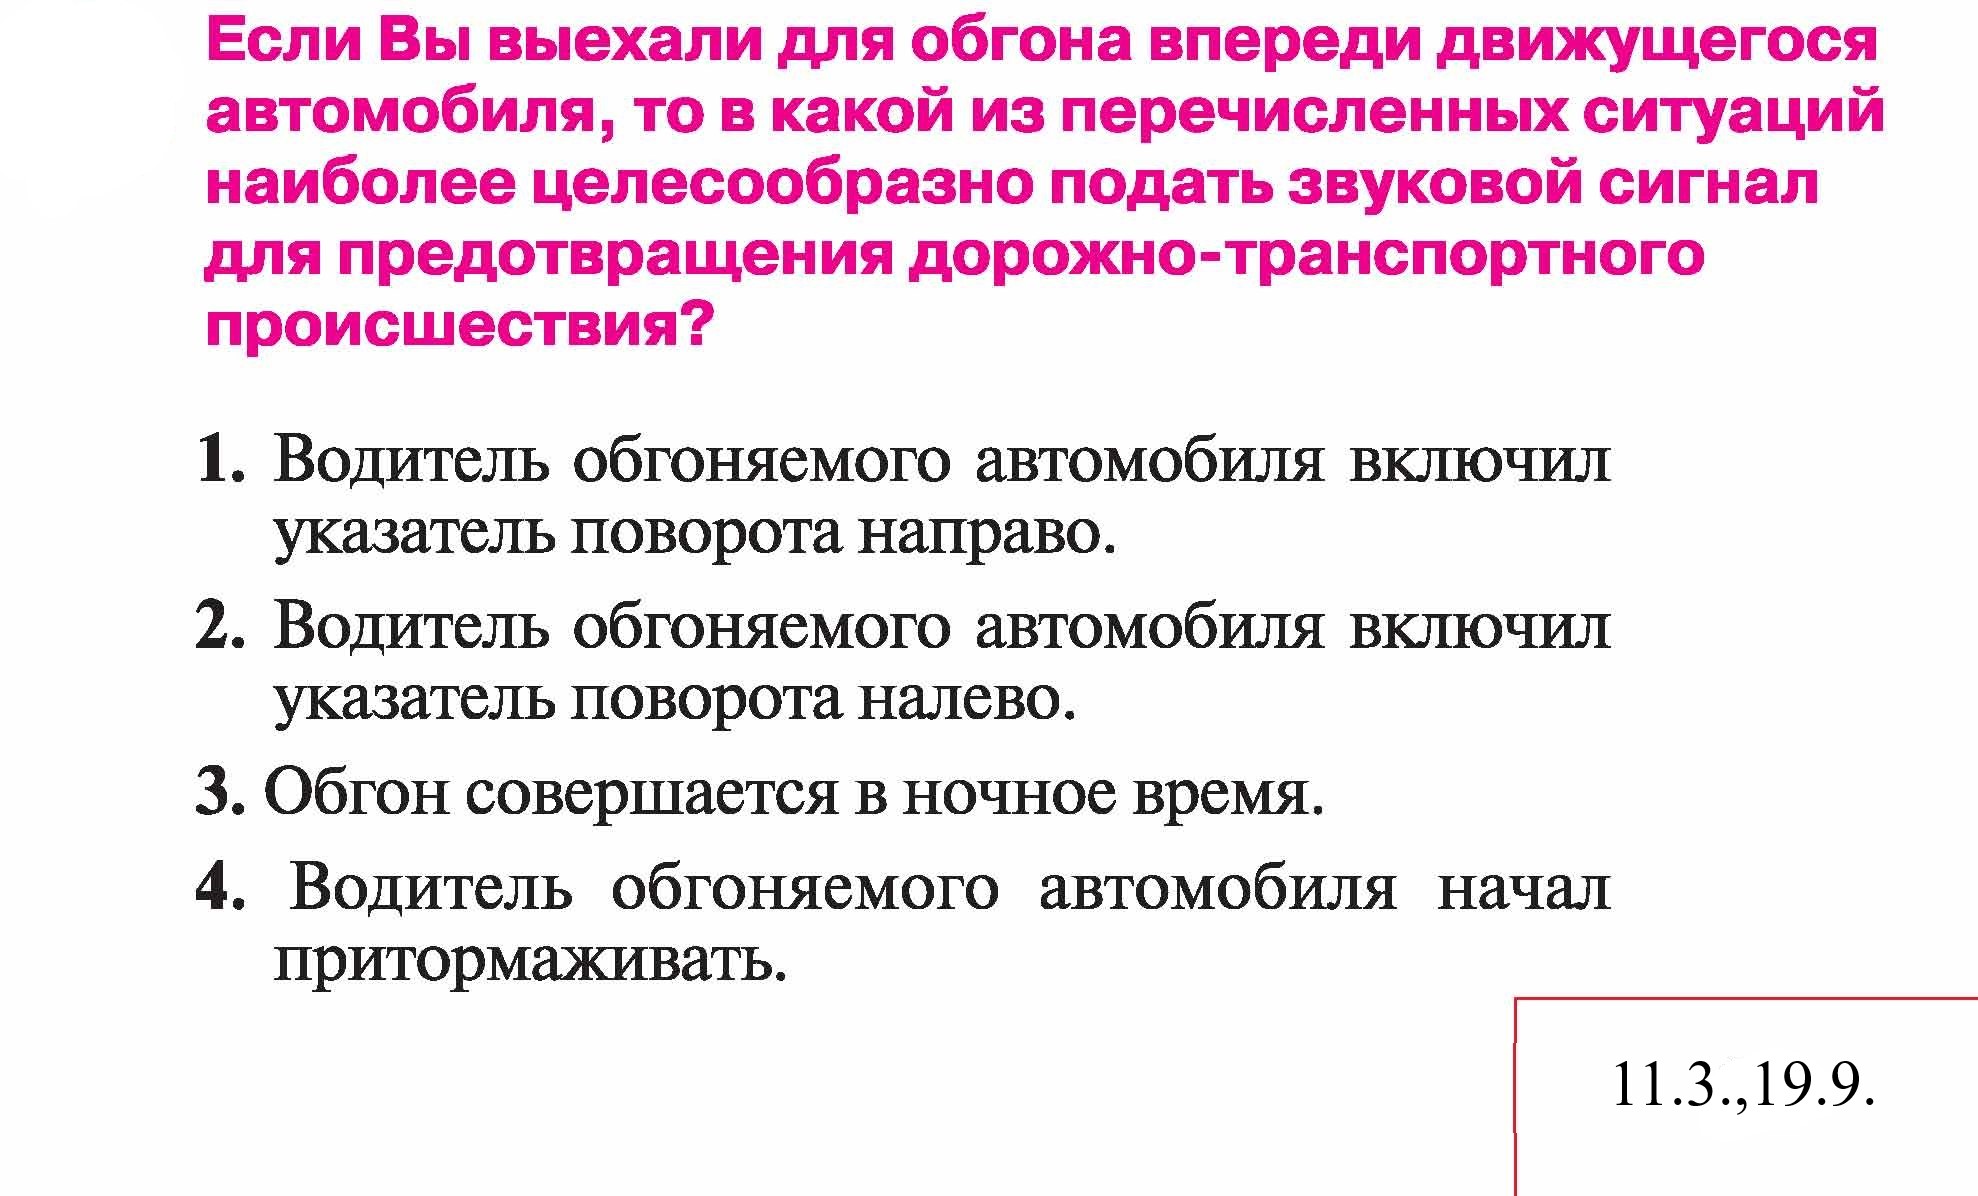 Если Вы выехали для обгона впереди движущегося
автомобиля, то в какой из перечисленных ситуаций
наиболее целесообразно подать звуковой сигнал
для предотвращения дорожно-транспортного
происшествия?
1. Водитель обгоняемого автомобиля включил
указатель поворота направо.
2. Водитель обгоняемого автомобиля включил
указатель поворота налево.
3. Обгон совершается в ночное время.
4. Водитель обгоняемого автомобиля начал
притормаживать.
11.3.,19.9.